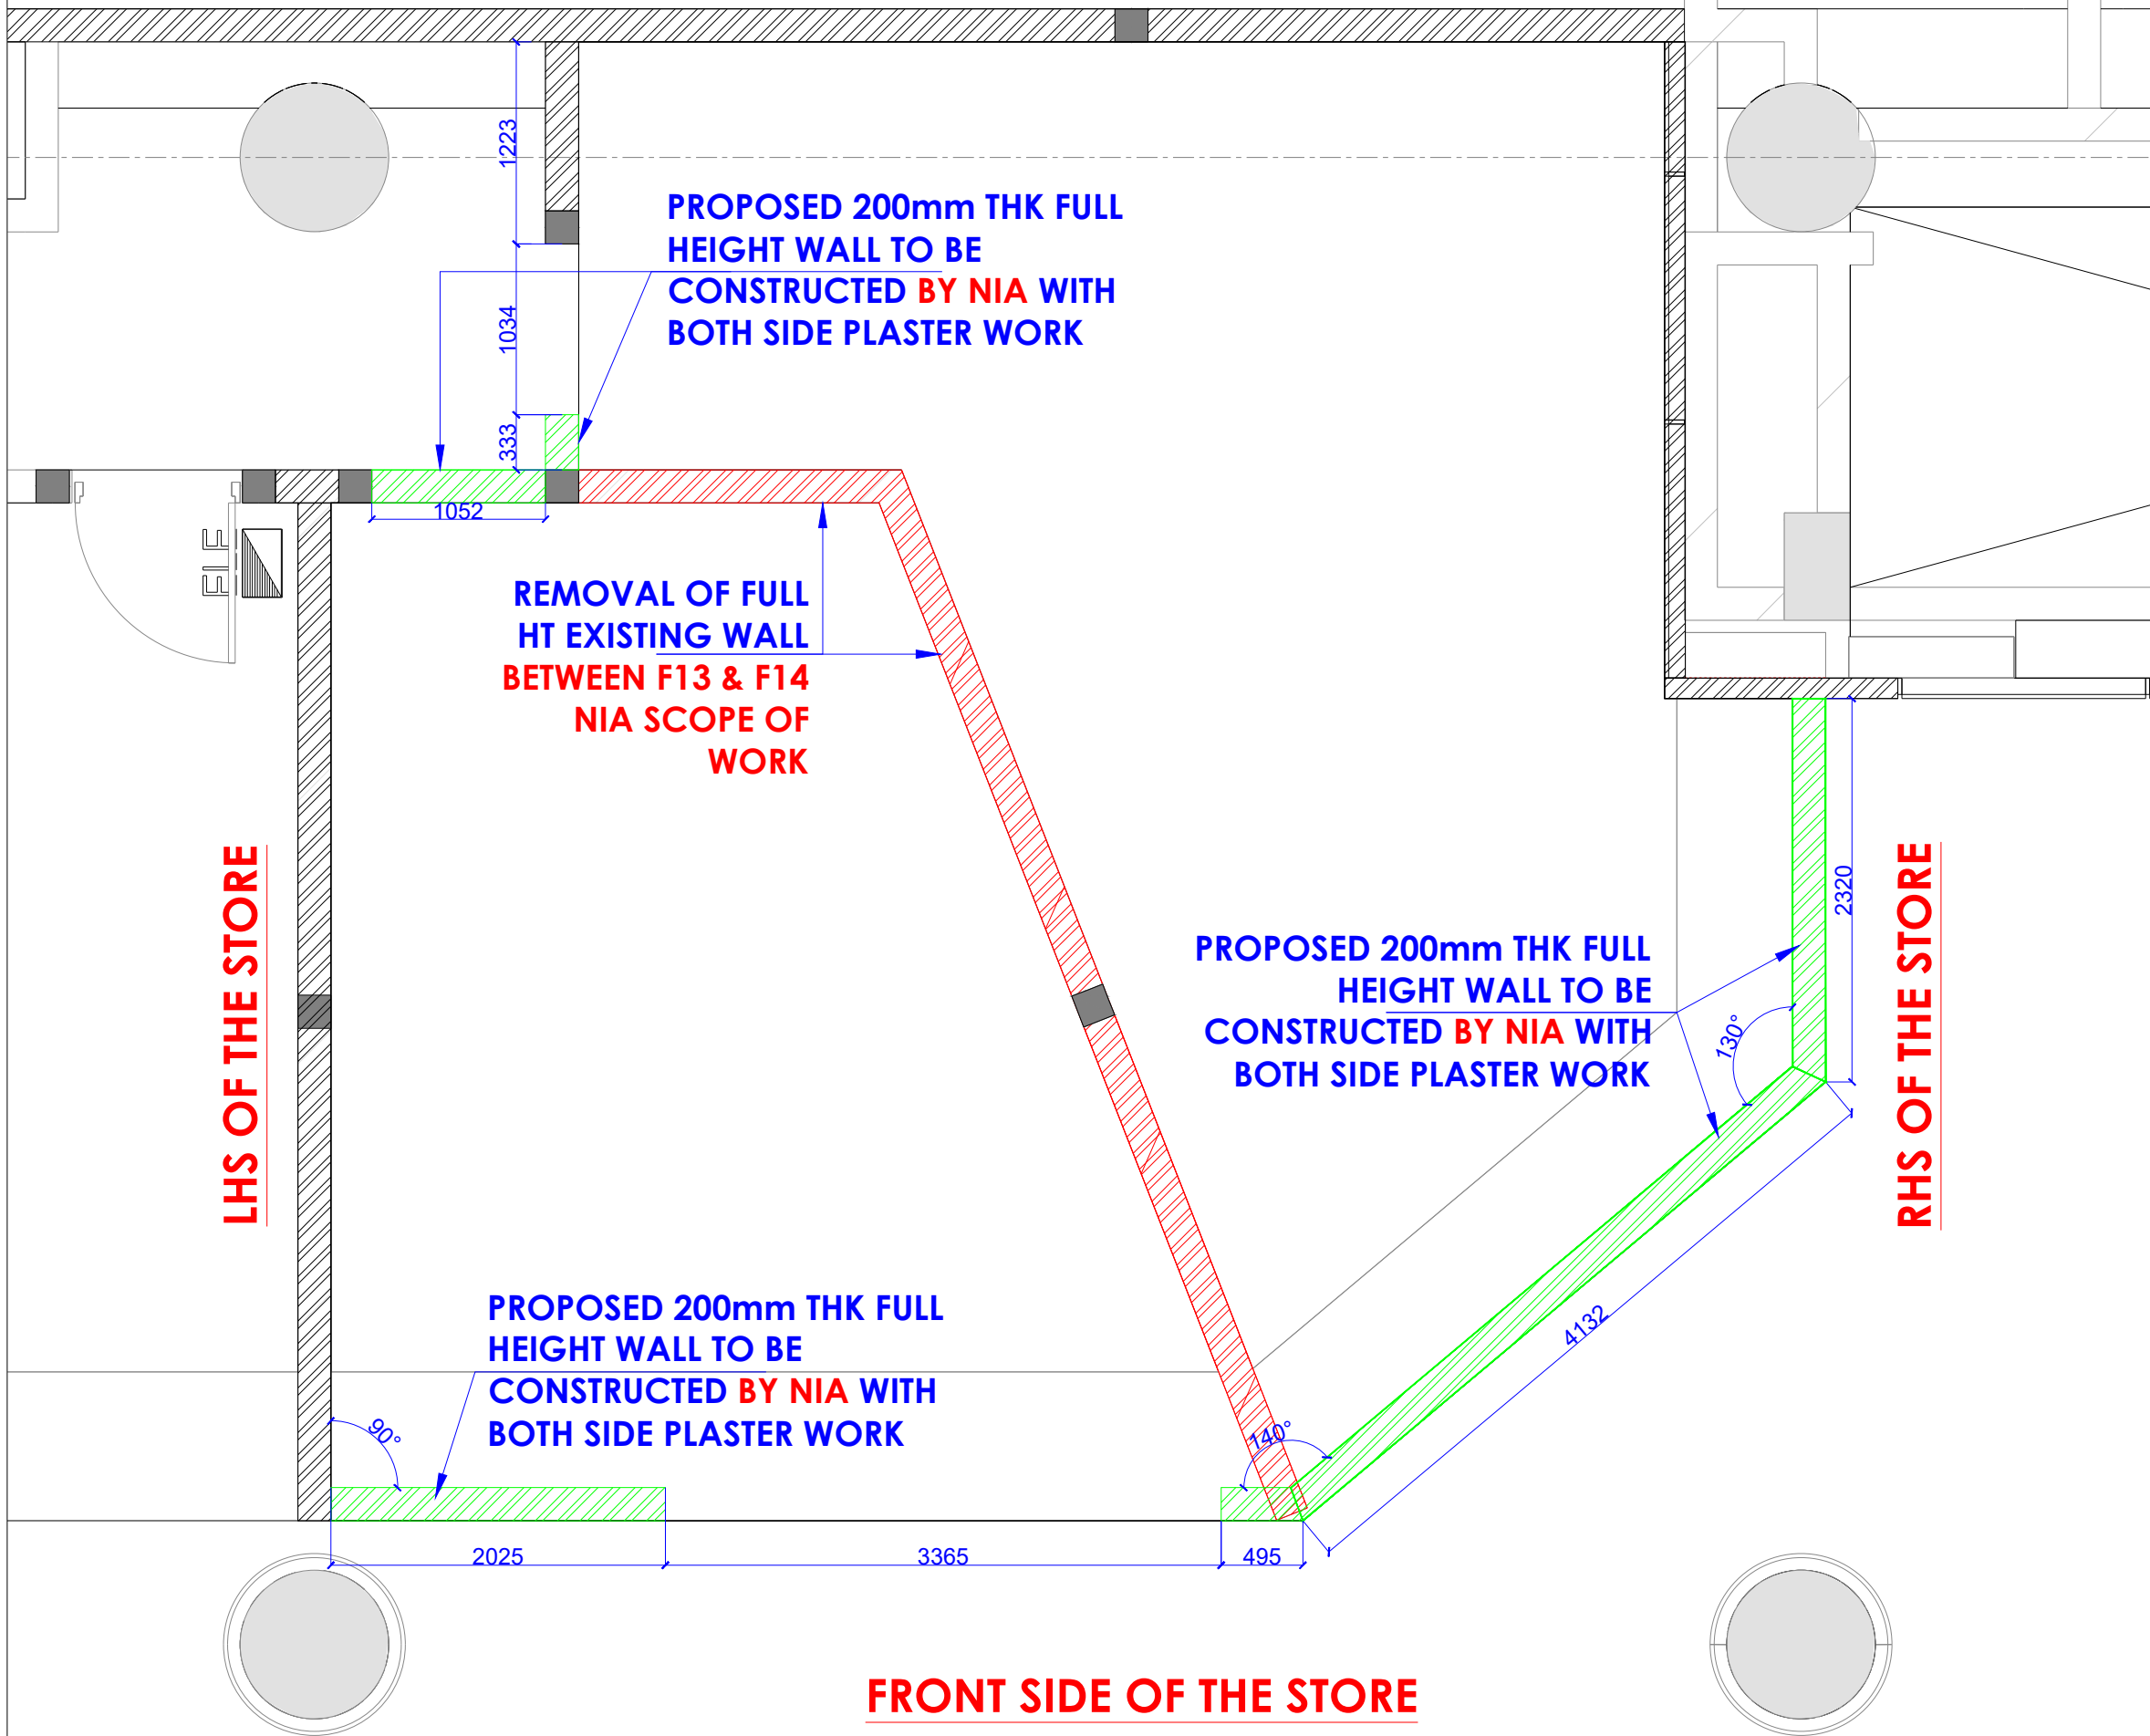 1223
PROPOSED 200mm THK FULL
HEIGHT WALL TO BE
CONSTRUCTED BY NIA WITH
BOTH SIDE PLASTER WORK
1034
333
1052
ELE
REMOVAL OF FULL
HT EXISTING WALL
BETWEEN F13 & F14
NIA SCOPE OF
WORK
LHS OF THE STORE
RHS OF THE STORE
2320
PROPOSED 200mm THK FULL
HEIGHT WALL TO BE
CONSTRUCTED BY NIA WITH
BOTH SIDE PLASTER WORK
130°
4132
PROPOSED 200mm THK FULL
HEIGHT WALL TO BE
CONSTRUCTED BY NIA WITH
BOTH SIDE PLASTER WORK
90°
140°
2025
3365
495
FRONT SIDE OF THE STORE